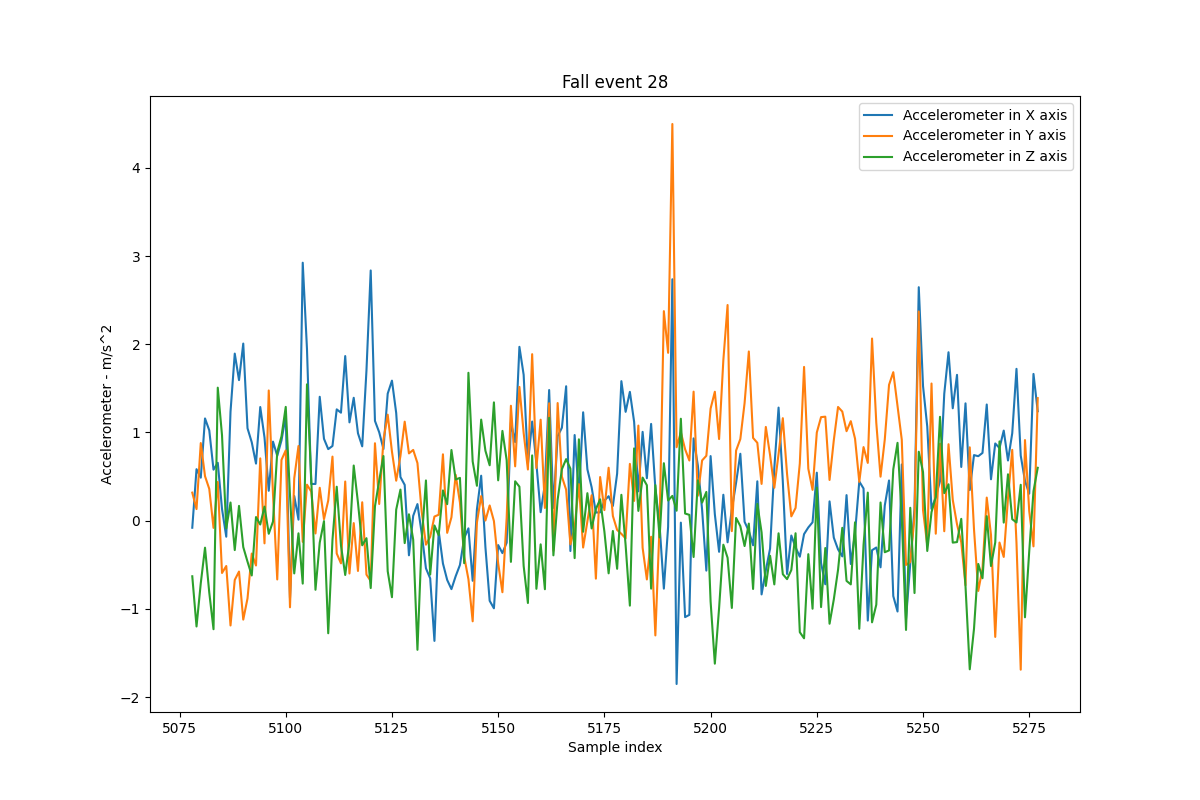 Fall event 28
Accelerometer in X axis
Accelerometer in Y axis
Accelerometer in Z axis
Accelerometer - m/s^2
4
3
2
1
0
−1
−2
5075 5100 5125 5150 5175 5200 5225 5250 5275
Sample index